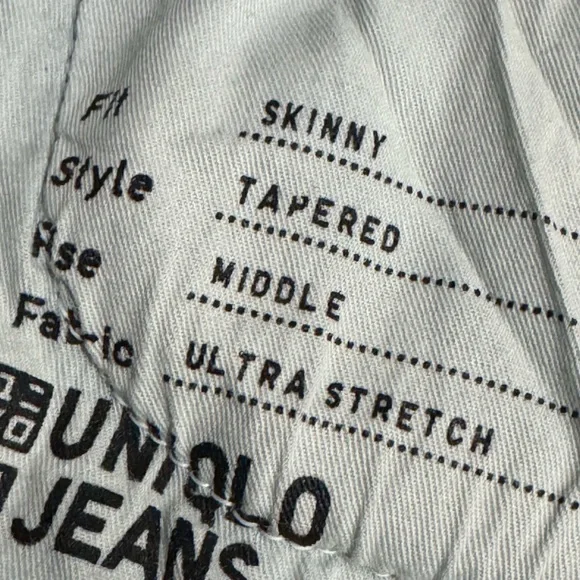 Fit SKINNY
Style TAPERED
Rise MIDDLE
Fabric ULTRA STRETCH
UNIQLO
JEANS